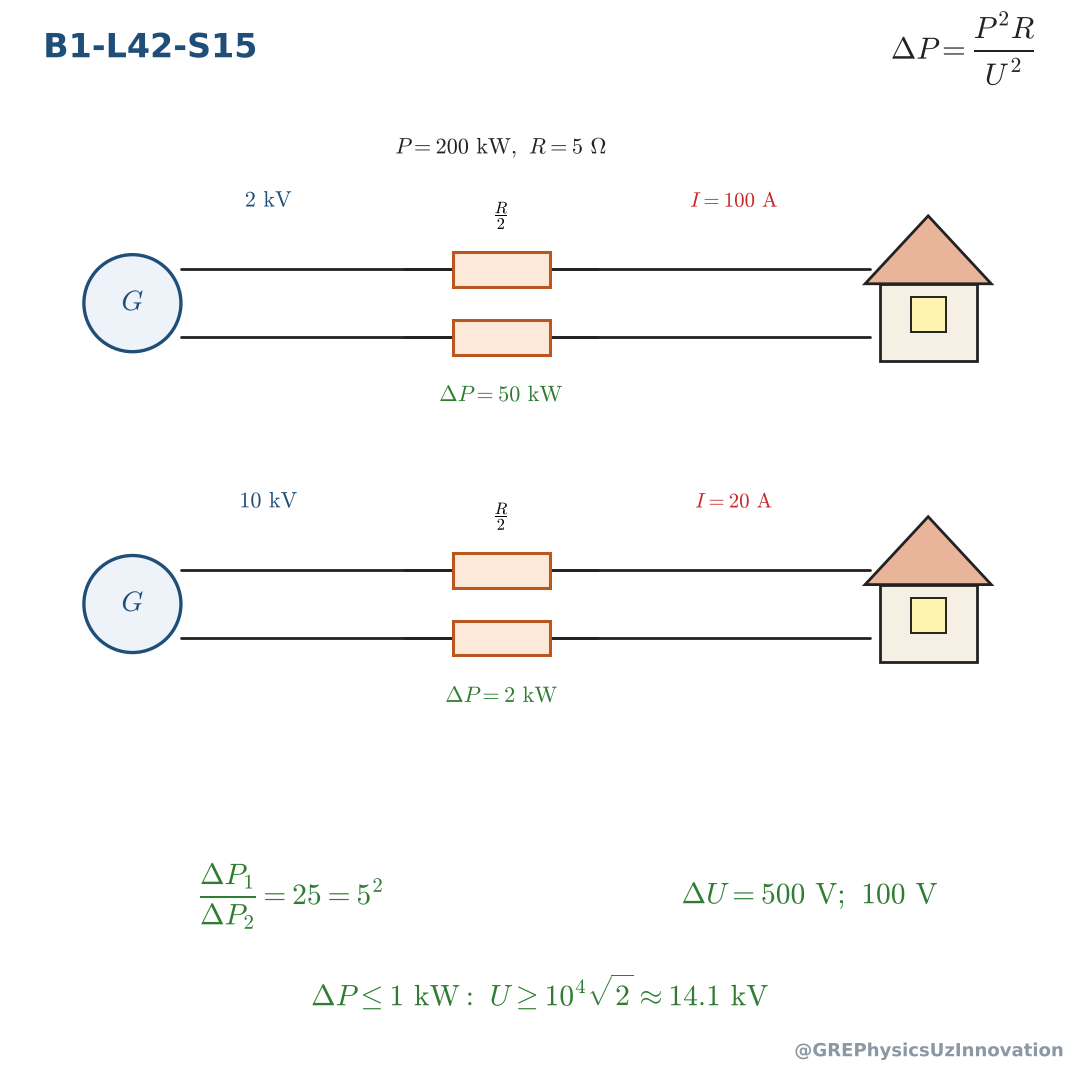 B1-L42-S15
ΔP = P²R / U²
P = 200 kW, R = 5 Ω
2 kV
R/2
I = 100 A
G
ΔP = 50 kW
10 kV
R/2
I = 20 A
G
ΔP = 2 kW
ΔP₁ / ΔP₂ = 25 = 5²
ΔU = 500 V; 100 V
ΔP ≤ 1 kW : U ≥ 10⁴√2 ≈ 14.1 kV
@GREPhysicsUzInnovation